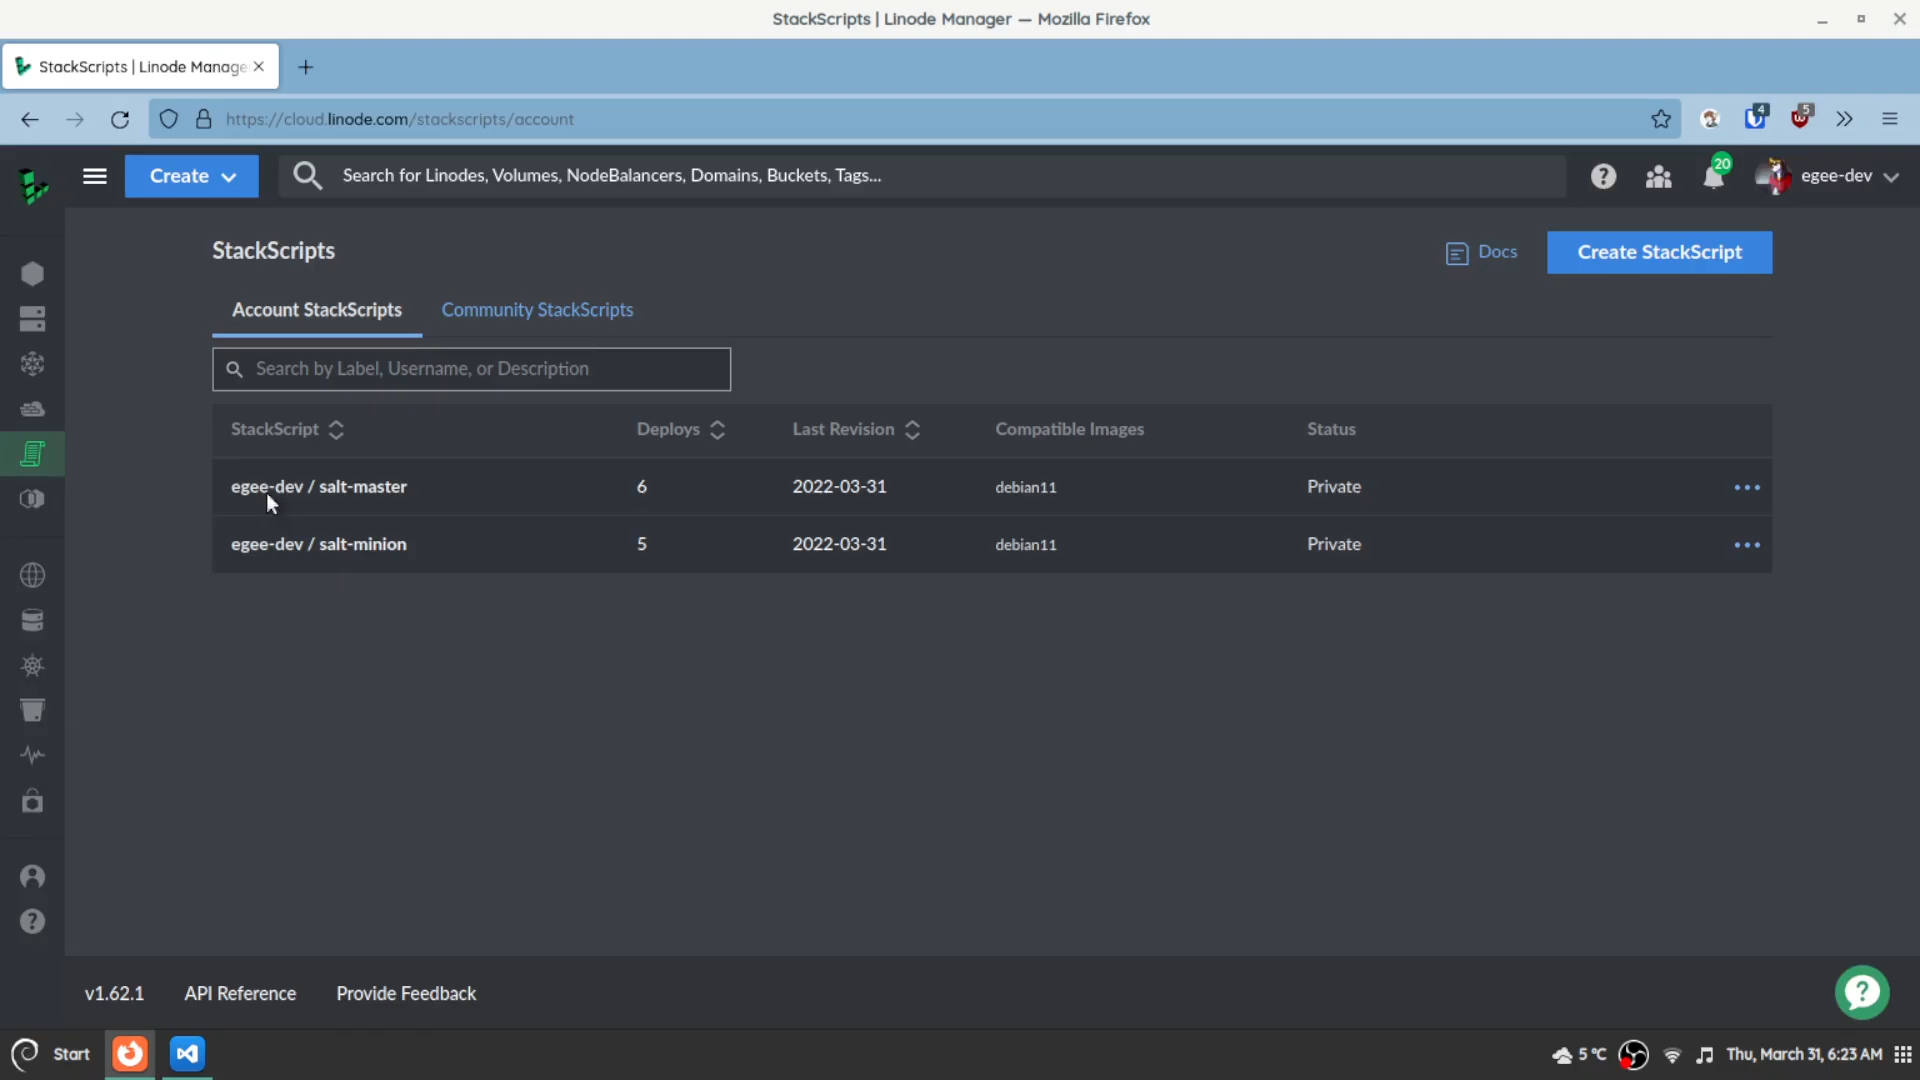 StackScripts | Linode Manager — Mozilla Firefox
StackScripts | Linode Manage
https://cloud.linode.com/stackscripts/account
4
5
Create
Search for Linodes, Volumes, NodeBalancers, Domains, Buckets, Tags...
20
egee-dev
StackScripts
Docs
Create StackScript
Account StackScripts
Community StackScripts
Search by Label, Username, or Description
StackScript Deploys Last Revision Compatible Images Status
egee-dev / salt-master 6 2022-03-31 debian11 Private
egee-dev / salt-minion 5 2022-03-31 debian11 Private
v1.62.1 API Reference Provide Feedback
Start
5 °C
Thu, March 31, 6:23 AM